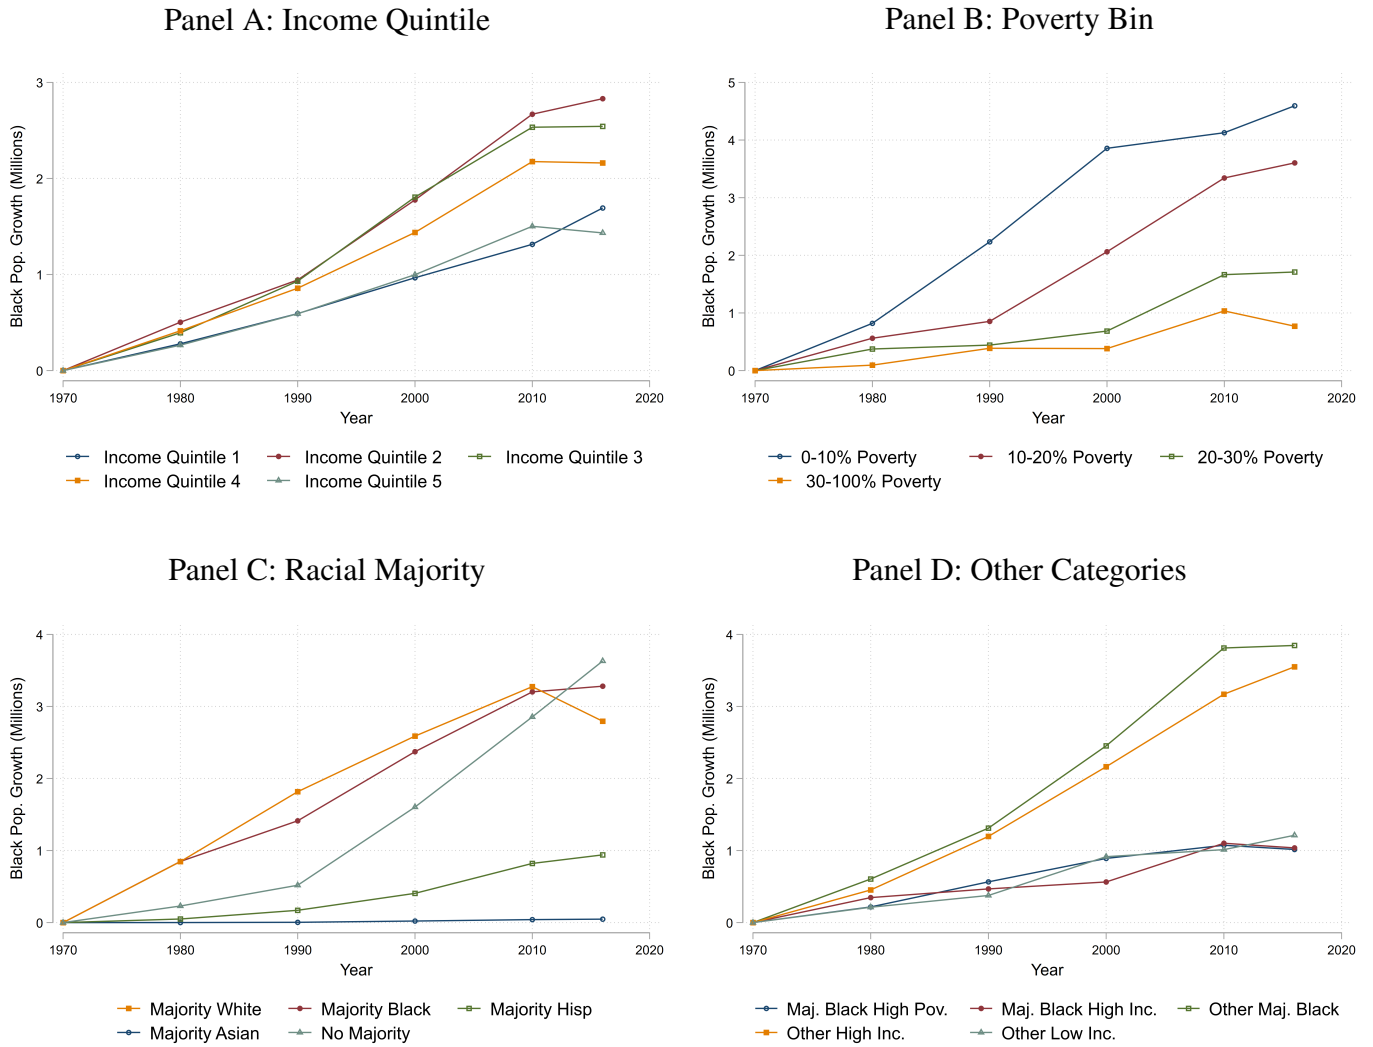 Panel A: Income Quintile
Black Pop. Growth (Millions)
3
2
1
0
1970 1980 1990 2000 2010 2020
Year
Income Quintile 1 Income Quintile 2 Income Quintile 3
Income Quintile 4 Income Quintile 5
Panel B: Poverty Bin
Black Pop. Growth (Millions)
5
4
3
2
1
0
1970 1980 1990 2000 2010 2020
Year
0-10% Poverty 10-20% Poverty 20-30% Poverty
30-100% Poverty
Panel C: Racial Majority
Black Pop. Growth (Millions)
4
3
2
1
0
1970 1980 1990 2000 2010 2020
Year
Majority White Majority Black Majority Hisp
Majority Asian No Majority
Panel D: Other Categories
Black Pop. Growth (Millions)
4
3
2
1
0
1970 1980 1990 2000 2010 2020
Year
Maj. Black High Pov. Maj. Black High Inc. Other Maj. Black
Other High Inc. Other Low Inc.